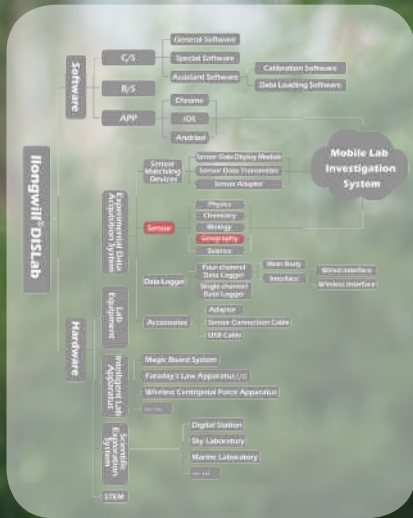 llongwill®DISLab
Software
C/S
General Software
Special Software
Assistant Software
Calibration Software
Data Loading Software
B/S
APP
Chrome
iOS
Android
Mobile Lab
Investigation
System
Hardware
Experimental Data
Acquisition System
Sensor
Matching
Devices
Sensor Data Display Module
Sensor Data Transmitter
Sensor Adaptor
Sensor
Physics
Chemistry
Biology
Geography
Science
Data Logger
Four-channel
Data Logger
Main Body
Interface
Wired Interface
Wireless Interface
Single-channel
Data Logger
Accessories
Adaptor
Sensor Connection Cable
USB Cable
Lab
Equipment
Intelligent Lab
Apparatus
Magic Board System
Faraday's Law Apparatus
Wireless Centripetal Force Apparatus
Scientific
Exploration
System
Digital Station
Sky Laboratory
Marine Laboratory
STEM